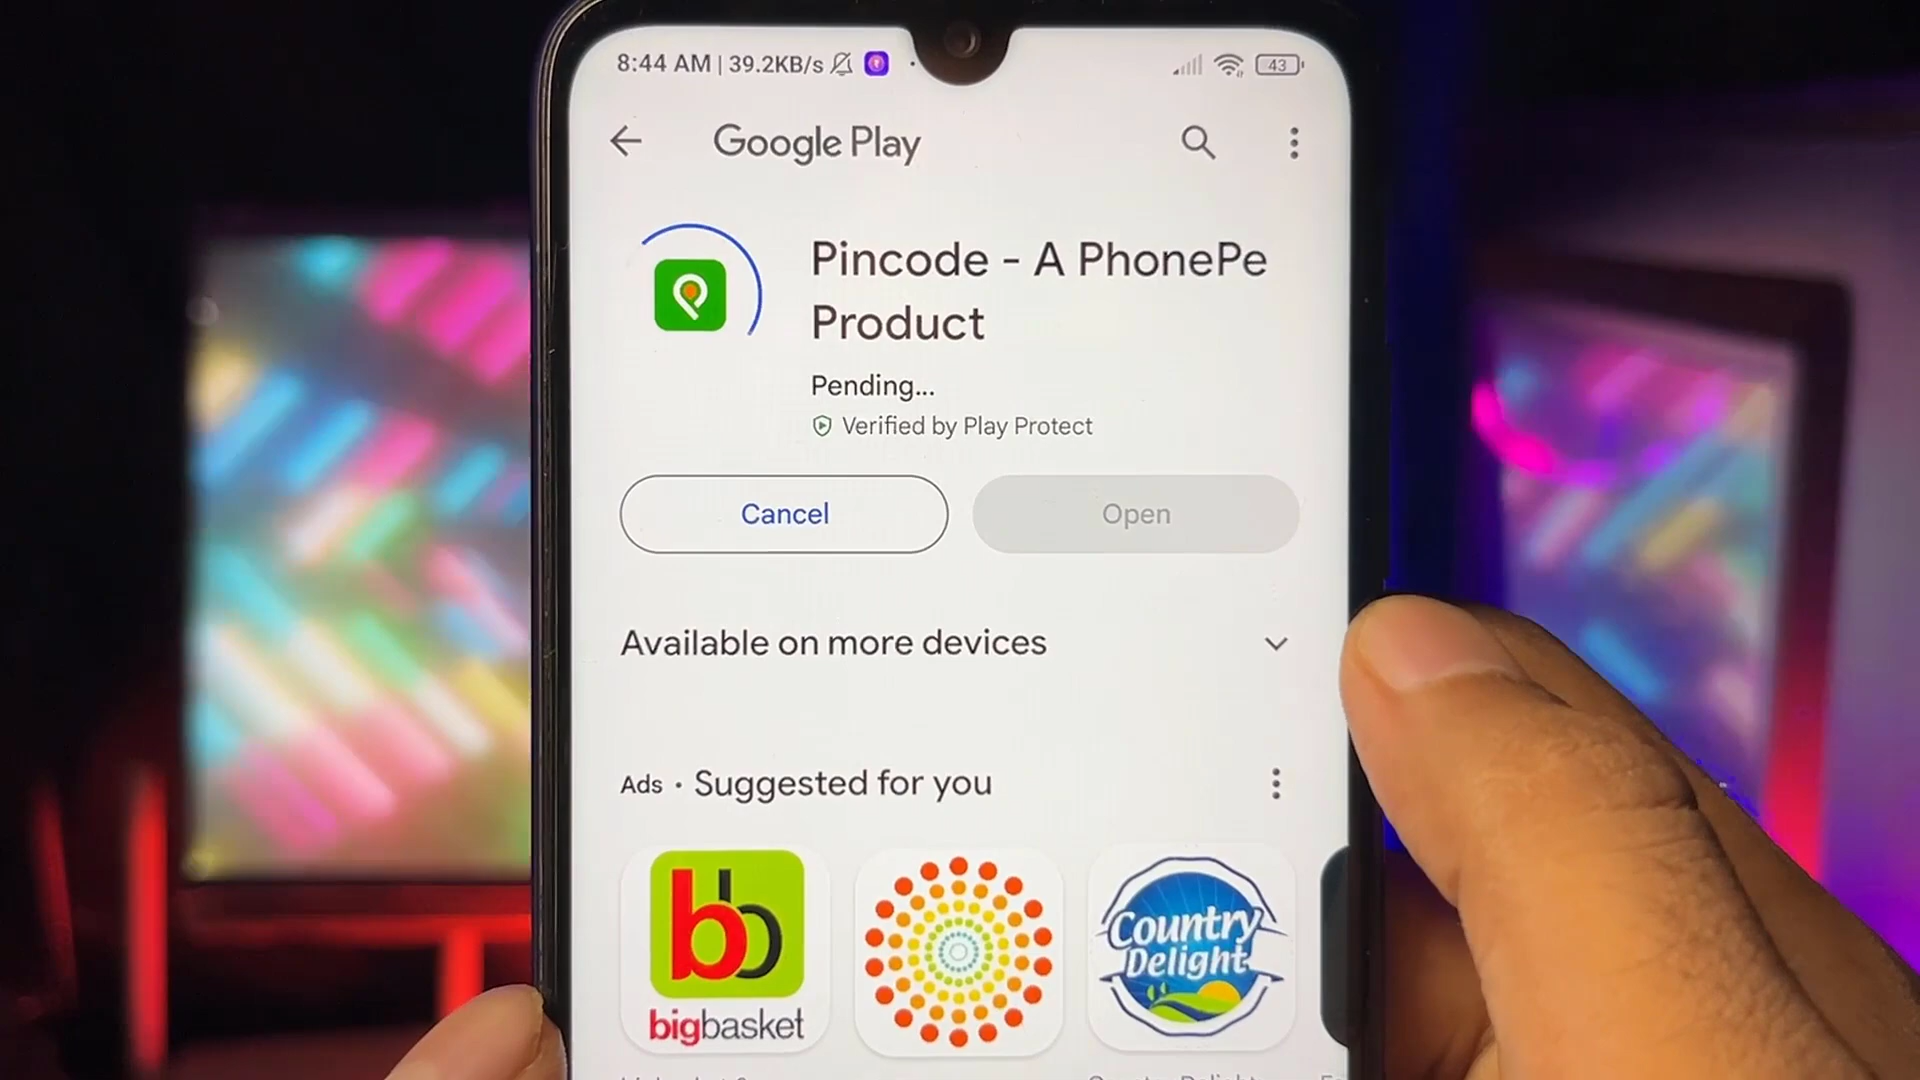 8:44 AM | 39.2KB/s
43
Google Play
Pincode - A PhonePe
Product
Pending...
Verified by Play Protect
Cancel
Open
Available on more devices
Ads · Suggested for you
bb
bigbasket
Country
Delight